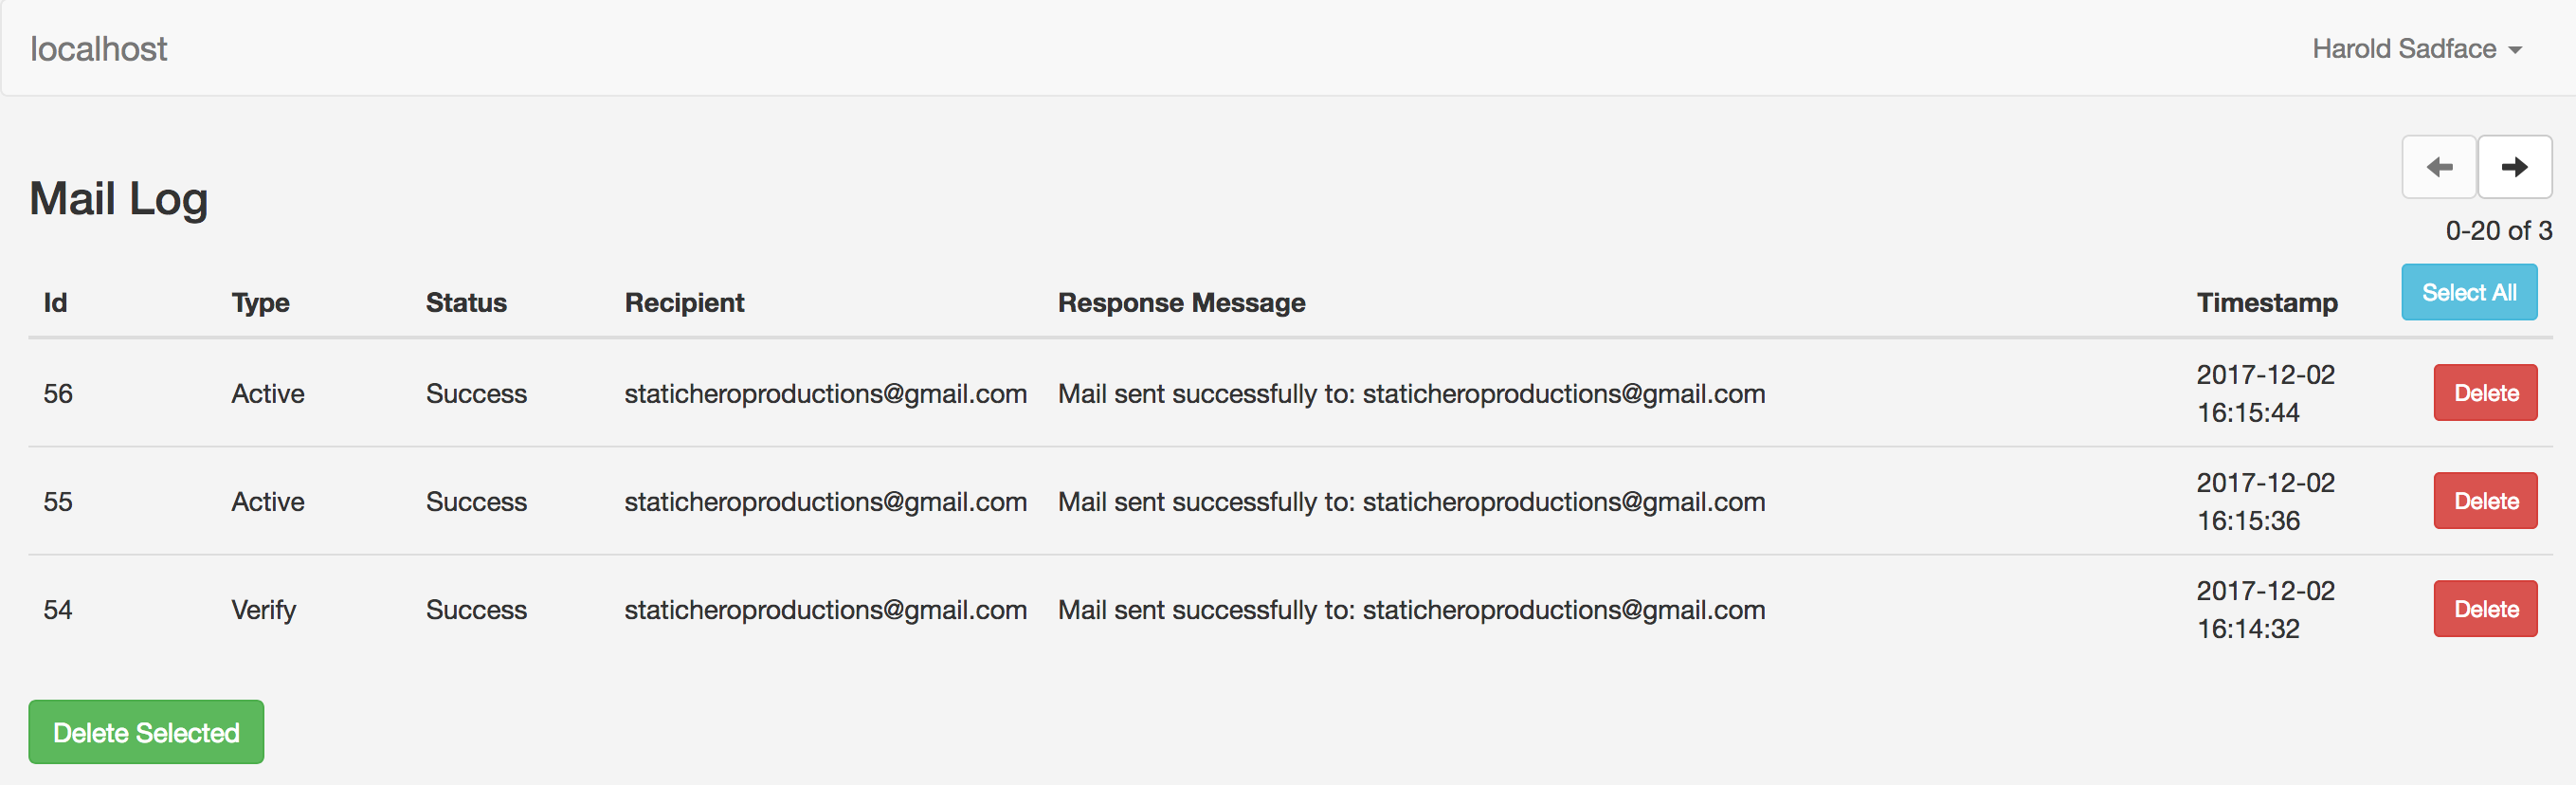 localhost Harold Sadface
Mail Log
0-20 of 3
Id Type Status Recipient Response Message Timestamp Select All
56 Active Success staticheroproductions@gmail.com Mail sent successfully to: staticheroproductions@gmail.com 2017-12-02 16:15:44 Delete
55 Active Success staticheroproductions@gmail.com Mail sent successfully to: staticheroproductions@gmail.com 2017-12-02 16:15:36 Delete
54 Verify Success staticheroproductions@gmail.com Mail sent successfully to: staticheroproductions@gmail.com 2017-12-02 16:14:32 Delete
Delete Selected